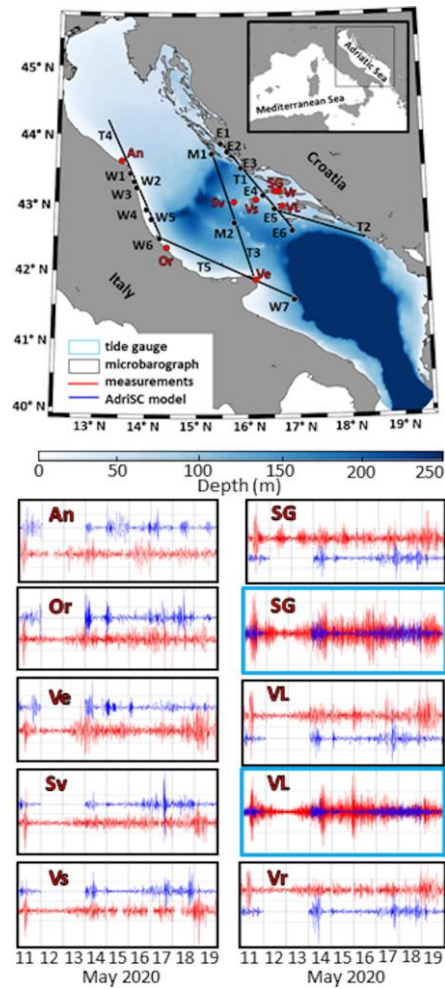 45° N
44° N
43° N
42° N
41° N
40° N
13° N
14° N
15° N
16° N
17° N
18° N
19° N
Adriatic Sea
Mediterranean Sea
Croatia
Italy
T4
An
W1
W2
W3
W4
W5
W6
Or
T5
E1
E2
M1
E3
T1
E4
SG
Vr
Sv
Vs
VL
E5
T2
M2
E6
T3
Ve
W7
tide gauge
microbarograph
measurements
AdriSC model
0 50 100 150 200 250
Depth (m)
An
SG
Or
SG
Ve
VL
Sv
VL
Vs
Vr
11 12 13 14 15 16 17 18 19
May 2020
11 12 13 14 15 16 17 18 19
May 2020